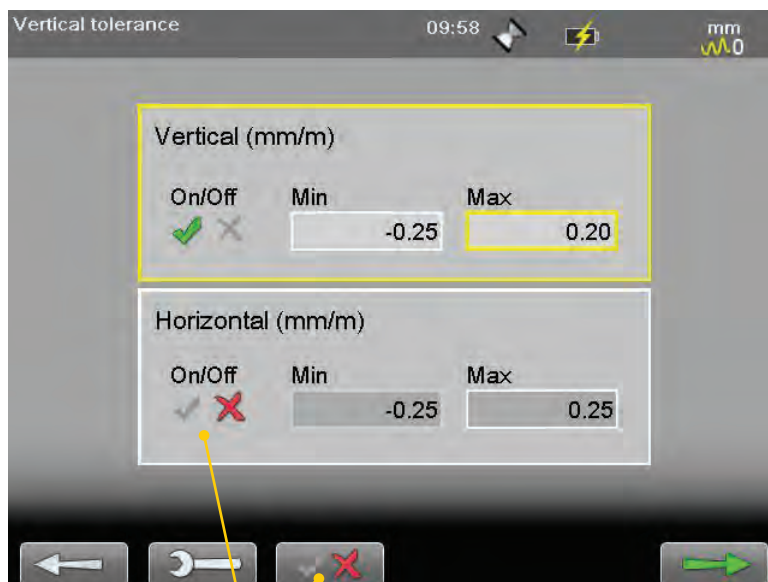 Vertical tolerance 09:58 mm
0
Vertical (mm/m)
On/Off Min Max
-0.25 0.20
Horizontal (mm/m)
On/Off Min Max
-0.25 0.25